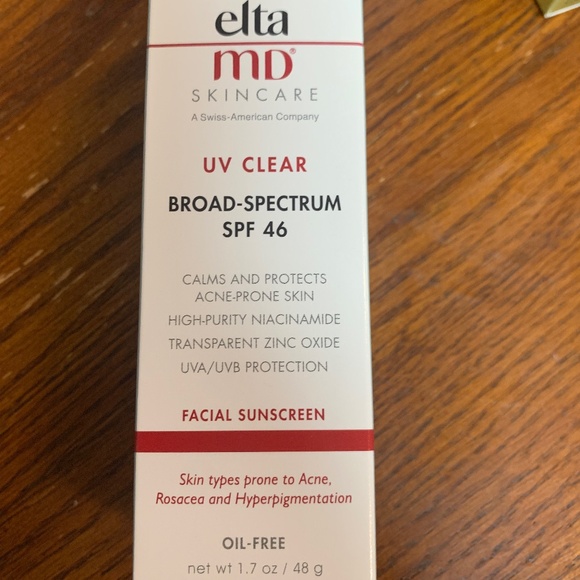 elta
MD®
SKINCARE
A Swiss-American Company
UV CLEAR
BROAD-SPECTRUM
SPF 46
CALMS AND PROTECTS
ACNE-PRONE SKIN
HIGH-PURITY NIACINAMIDE
TRANSPARENT ZINC OXIDE
UVA/UVB PROTECTION
FACIAL SUNSCREEN
Skin types prone to Acne,
Rosacea and Hyperpigmentation
OIL-FREE
net wt 1.7 oz / 48 g